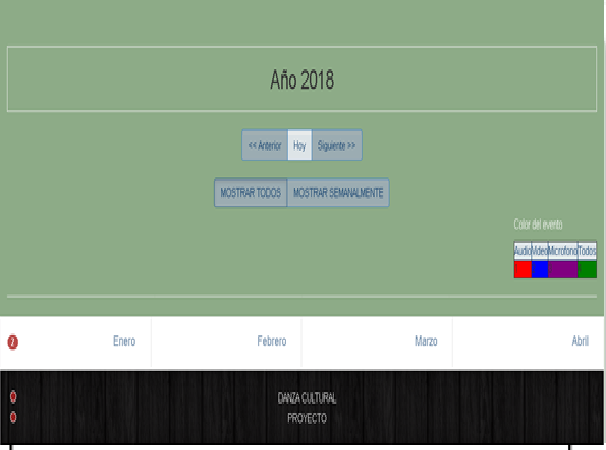 Año 2018
<< Anterior Hoy Siguiente >>
MOSTRAR TODOS MOSTRAR SEMANALMENTE
Color del evento
Audio Video Microfono Todos
2 Enero Febrero Marzo Abril
DANZA CULTURAL
PROYECTO